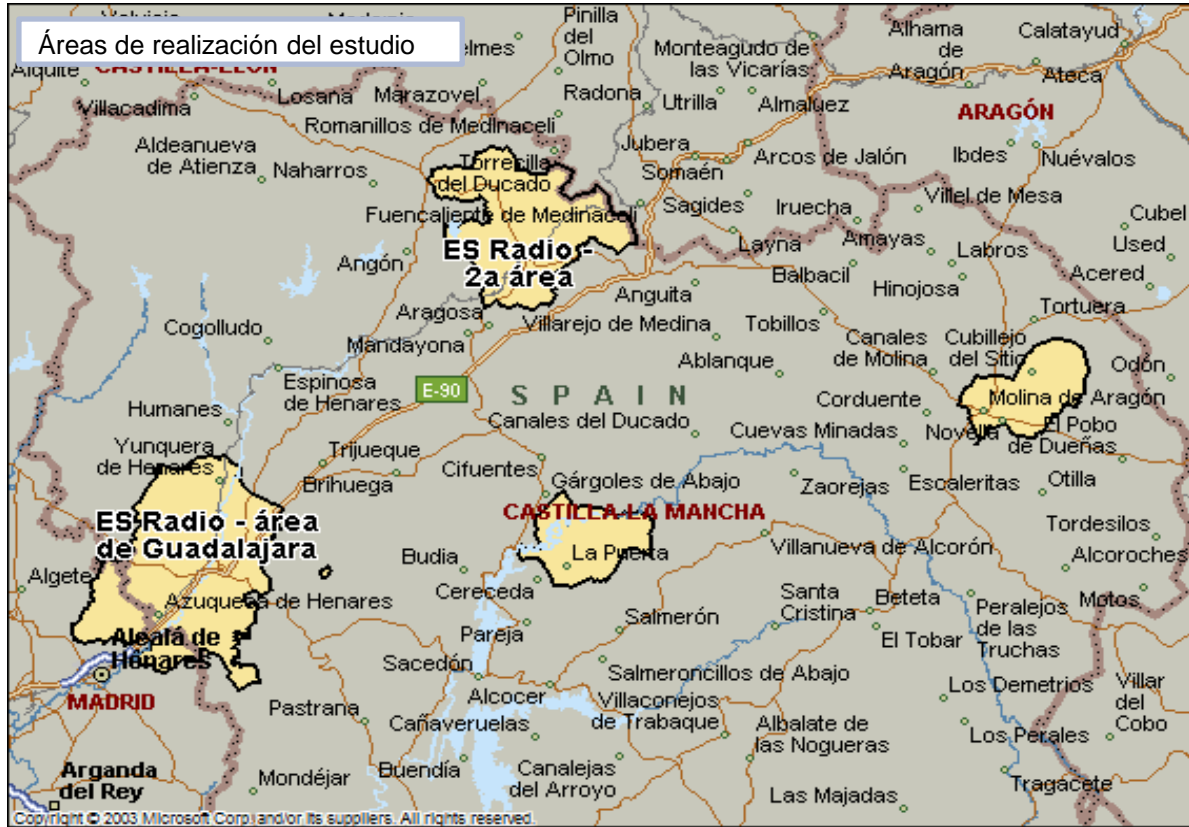 Áreas de realización del estudio
Pinilla
del
Olmo
Monteagudo de
las Vicarías
Alhama
de
Aragón
Calatayud
Ateca
Alquite
CASTILLA-LEÓN
Villacadima
Losana
Marazovel
Radona
Utrilla
Almaluez
ARAGÓN
Romanillos de Medinaceli
Aldeanueva
de Atienza
Naharros
Torrecilla
del Ducado
Jubera
Somaén
Arcos de Jalón
Ibdes
Nuévalos
Fuencaliente de Medinaceli
Sagides
Iruecha
Villel de Mesa
Cubel
Used
ES Radio -
2a área
Angón
Layna
Amayas
Labros
Balbacil
Hinojosa
Acered
Anguita
Tortuera
Aragosa
Villarejo de Medina
Tobillos
Cogolludo
Mandayona
Ablanque
Canales
de Molina
Cubillejo
del Sitio
Odón
Espinosa
de Henares
E-90
SPAIN
Humanes
Canales del Ducado
Corduente
Molina de Aragón
Cuevas Minadas
Novella
El Pobo
de Dueñas
Yunquera
de Henares
Trijueque
Cifuentes
Brihuega
Gárgoles de Abajo
Zaorejas
Escaleritas
Otilla
CASTILLA-LA MANCHA
ES Radio - área
de Guadalajara
Tordesilos
Budia
La Puerta
Villanueva de Alcorón
Alcoroches
Algete
Cereceda
Azuqueca de Henares
Santa
Cristina
Beteta
Peralejos
de las
Truchas
Motos
Salmerón
Pareja
El Tobar
Alcalá de
Henares
Sacedón
Salmeroncillos de Abajo
Los Demetrios
Villar
del
Cobo
MADRID
Pastrana
Alcocer
Villaconejos
de Trabaque
Cañaveruelas
Albalate de
las Nogueras
Los Perales
Arganda
del Rey
Mondéjar
Buendía
Canalejas
del Arroyo
Las Majadas
Tragacete
Copyright © 2003 Microsoft Corp. and/or its suppliers. All rights reserved.